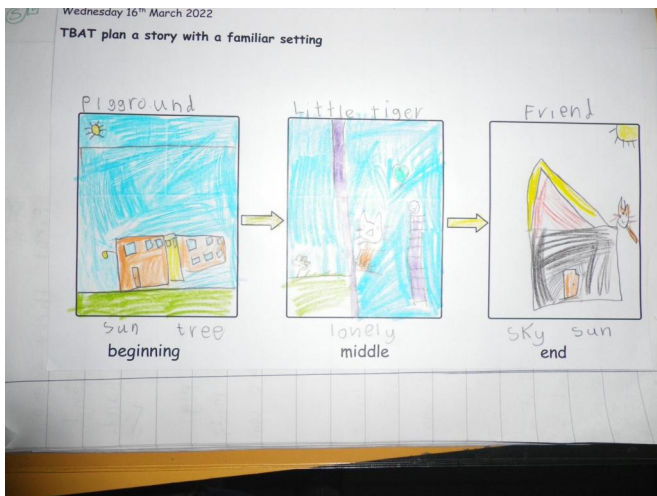 Wednesday 16th March 2022
TBAT plan a story with a familiar setting
Plgground Little tiger Friend
Sun tree lonely Sky sun
beginning middle end